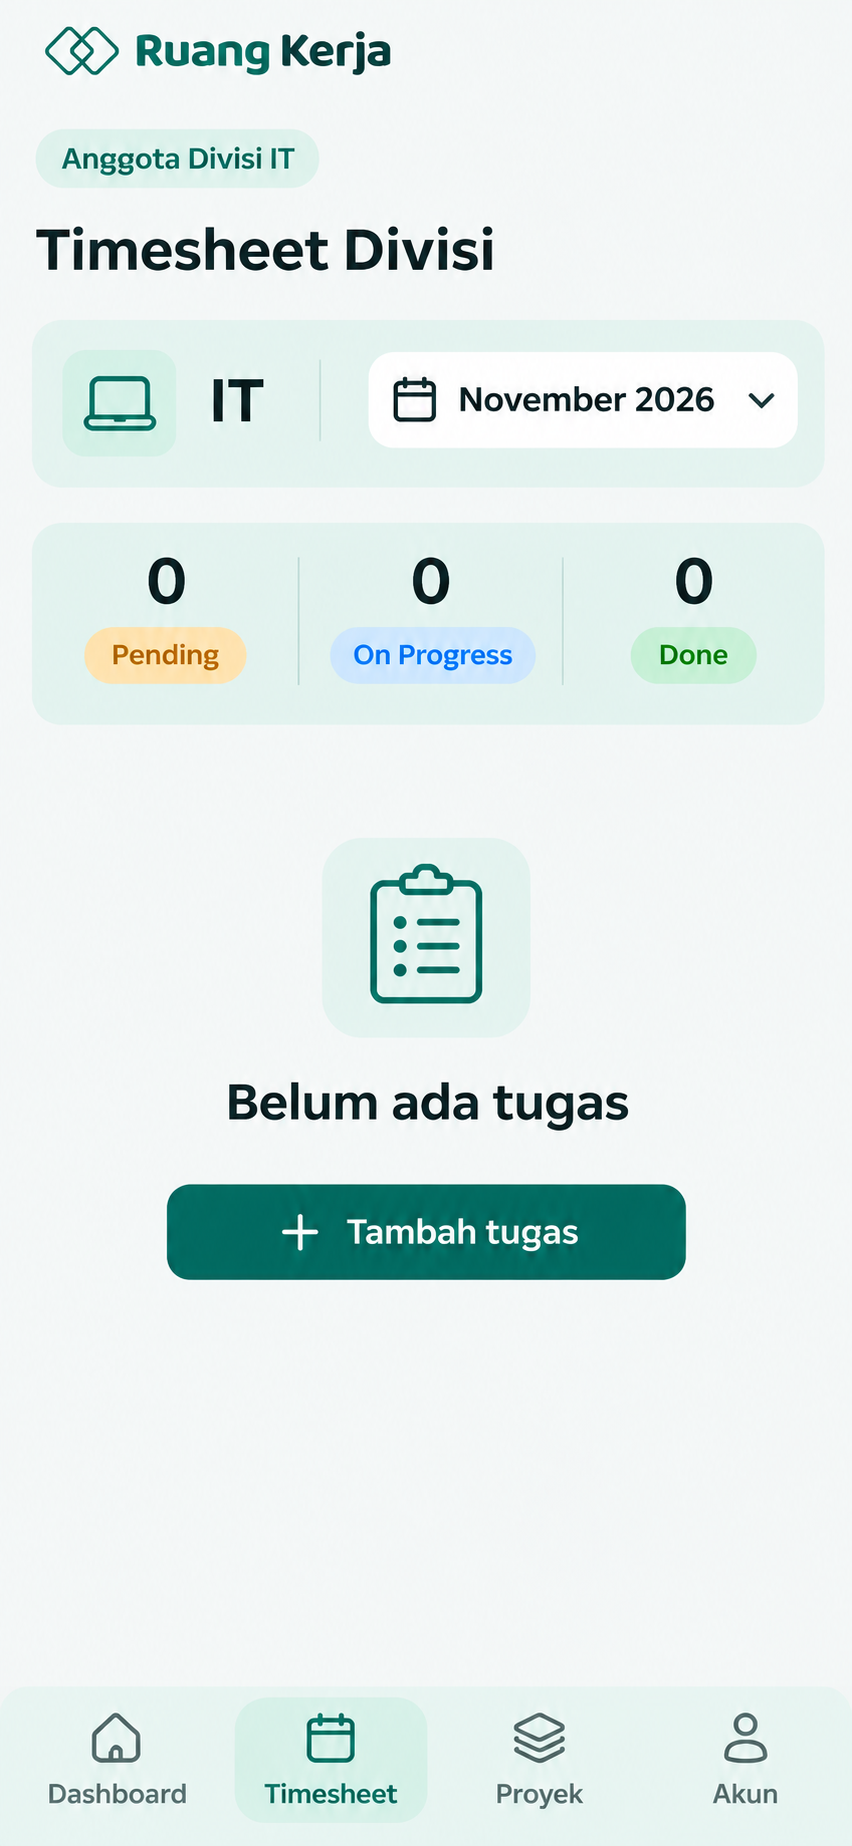 Ruang Kerja
Anggota Divisi IT
Timesheet Divisi
IT
November 2026
0 0 0
Pending On Progress Done
Belum ada tugas
Tambah tugas
Dashboard Timesheet Proyek Akun